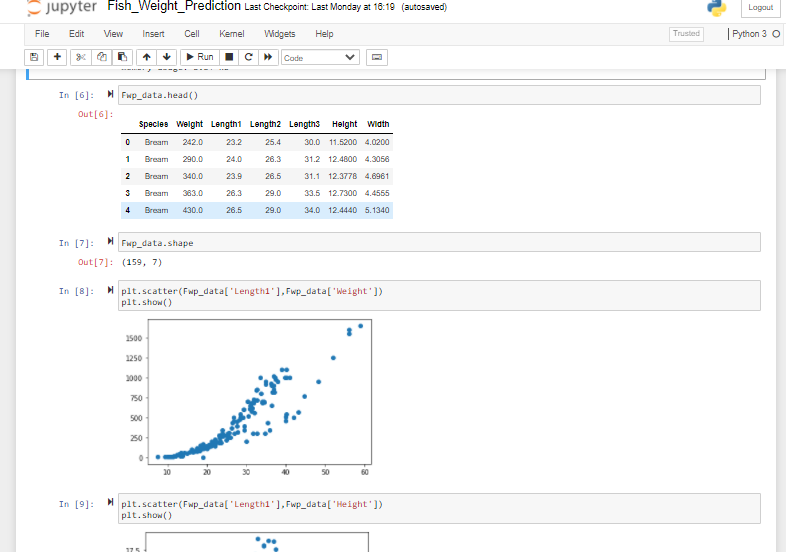 jupyter Fish_Weight_Prediction Last Checkpoint: Last Monday at 16:19 (autosaved)
Logout
File Edit View Insert Cell Kernel Widgets Help
Trusted
Python 3
Run
Code
In [6]: Fwp_data.head()
Out[6]:
Species Weight Length1 Length2 Length3 Height Width
0 Bream 242.0 23.2 25.4 30.0 11.5200 4.0200
1 Bream 290.0 24.0 26.3 31.2 12.4800 4.3056
2 Bream 340.0 23.9 26.5 31.1 12.3778 4.6961
3 Bream 363.0 26.3 29.0 33.5 12.7300 4.4555
4 Bream 430.0 26.5 29.0 34.0 12.4440 5.1340
In [7]: Fwp_data.shape
Out[7]: (159, 7)
In [8]: plt.scatter(Fwp_data['Length1'],Fwp_data['Weight'])
plt.show()
1500
1250
1000
750
500
250
0
10 20 30 40 50 60
In [9]: plt.scatter(Fwp_data['Length1'],Fwp_data['Height'])
plt.show()
17.5